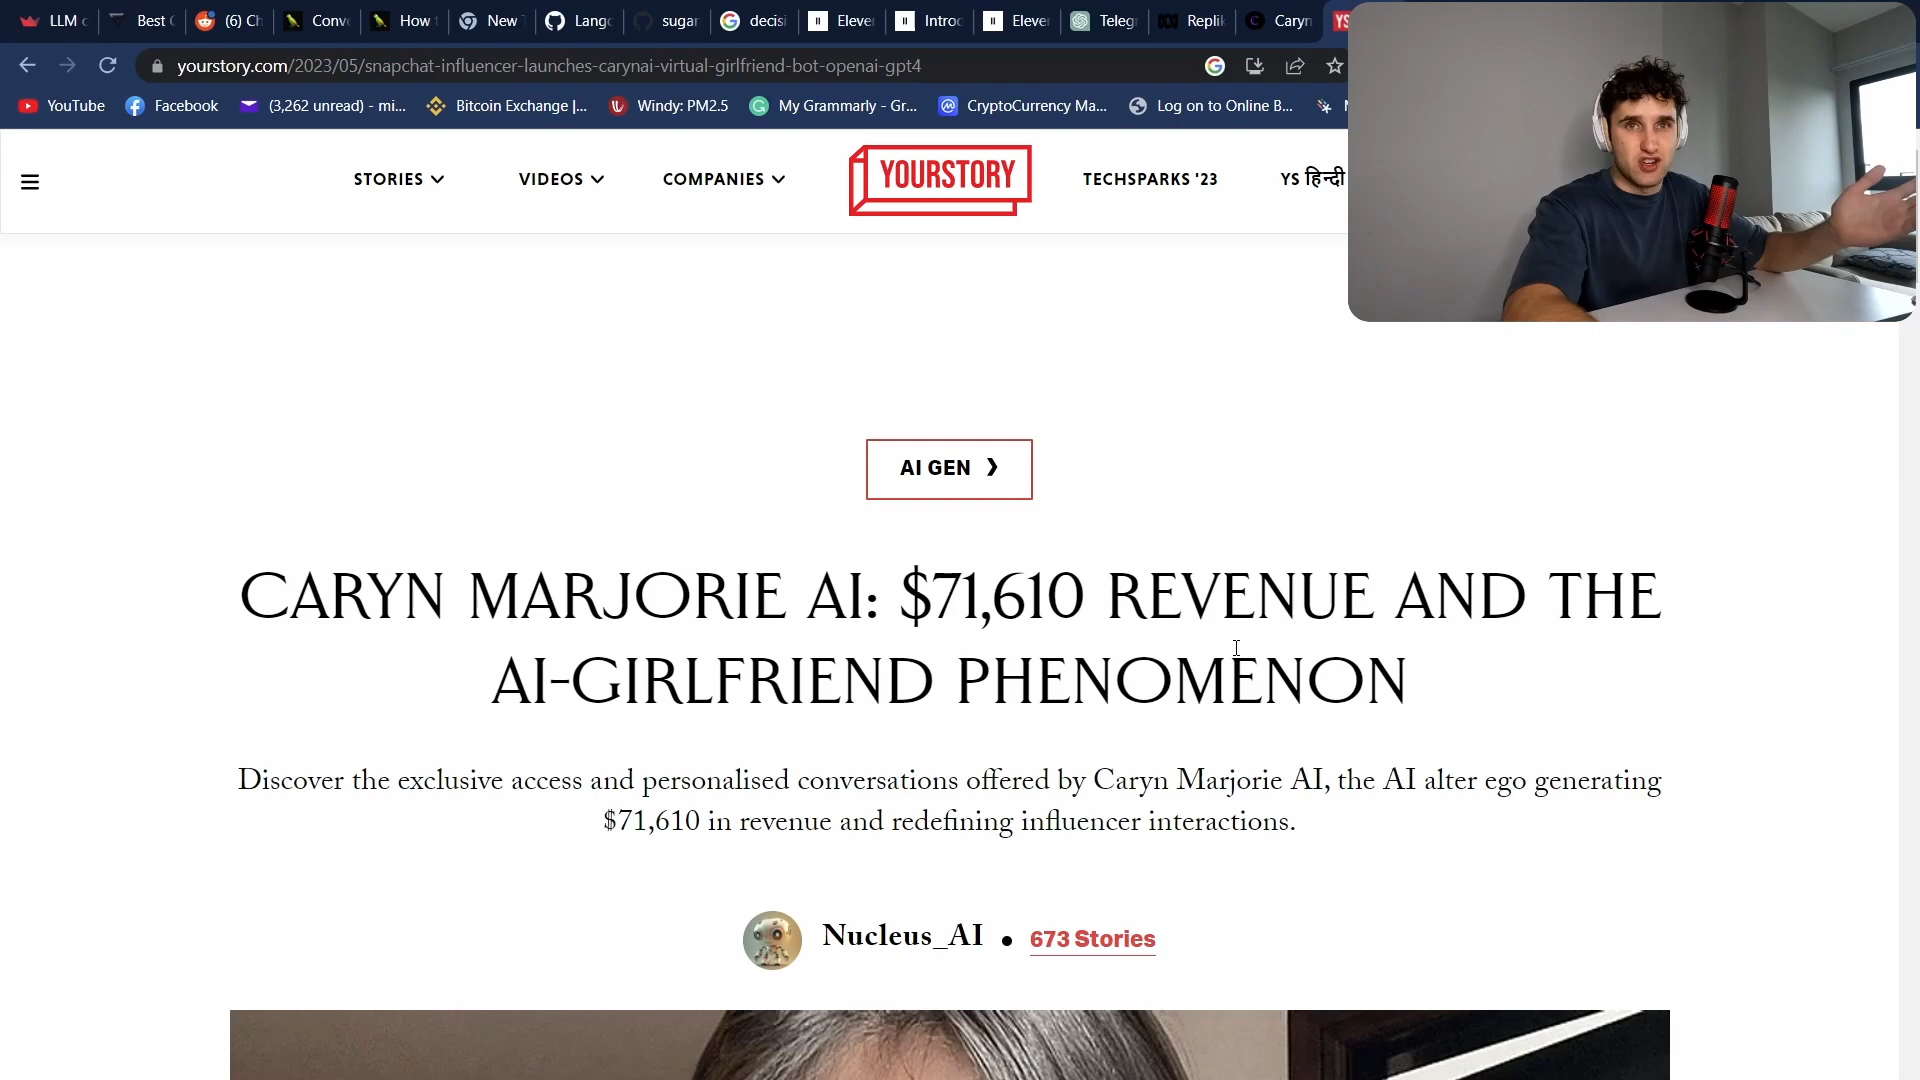 LLM
Best
(6) Ch
Conve
How
New
Lang
sugar
decisi
Eleve
Introd
Eleve
Teleg
Replik
Caryn
YS
yourstory.com/2023/05/snapchat-influencer-launches-carynai-virtual-girlfriend-bot-openai-gpt4
YouTube
Facebook
(3,262 unread) - mi...
Bitcoin Exchange |...
Windy: PM2.5
My Grammarly - Gr...
CryptoCurrency Ma...
Log on to Online B...
STORIES
VIDEOS
COMPANIES
YOURSTORY
TECHSPARKS '23
YS हिन्दी
AI GEN ❯
CARYN MARJORIE AI: $71,610 REVENUE AND THE
AI-GIRLFRIEND PHENOMENON
Discover the exclusive access and personalised conversations offered by Caryn Marjorie AI, the AI alter ego generating
$71,610 in revenue and redefining influencer interactions.
Nucleus_AI • 673 Stories